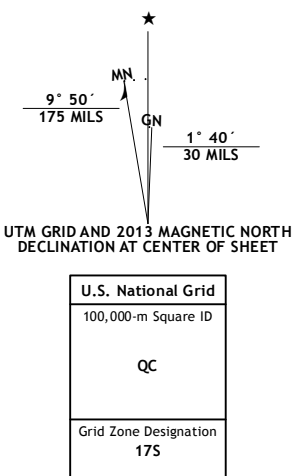 ★
MN
GN
9° 50´
175 MILS
1° 40´
30 MILS
UTM GRID AND 2013 MAGNETIC NORTH
DECLINATION AT CENTER OF SHEET
U.S. National Grid
100,000-m Square ID
QC
Grid Zone Designation
17S